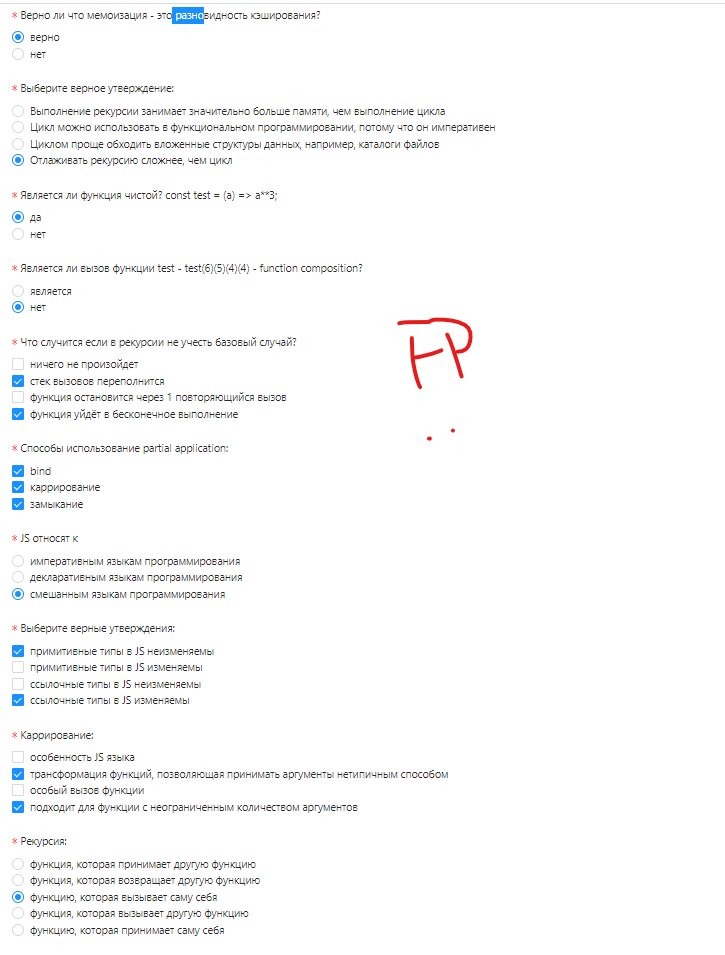 * Верно ли что мемоизация - это разновидность кэширования?
верно
нет
* Выберите верное утверждение:
Выполнение рекурсии занимает значительно больше памяти, чем выполнение цикла
Цикл можно использовать в функциональном программировании, потому что он императивен
Циклом проще обходить вложенные структуры данных, например, каталоги файлов
Отлаживать рекурсию сложнее, чем цикл
* Является ли функция чистой? const test = (a) => a**3;
да
нет
* Является ли вызов функции test - test(6)(5)(4)(4) - function composition?
является
нет
* Что случится если в рекурсии не учесть базовый случай?
FP
ничего не произойдет
стек вызовов переполнится
функция остановится через 1 повторяющийся вызов
функция уйдёт в бесконечное выполнение
* Способы использование partial application:
bind
каррирование
замыкание
* JS относят к
императивным языкам программирования
декларативным языкам программирования
смешанным языкам программирования
* Выберите верные утверждения:
примитивные типы в JS неизменяемы
примитивные типы в JS изменяемы
ссылочные типы в JS неизменяемы
ссылочные типы в JS изменяемы
* Каррирование:
особенность JS языка
трансформация функций, позволяющая принимать аргументы нетипичным способом
особый вызов функции
подходит для функции с неограниченным количеством аргументов
* Рекурсия:
функция, которая принимает другую функцию
функция, которая возвращает другую функцию
функцию, которая вызывает саму себя
функция, которая вызывает другую функцию
функцию, которая принимает саму себя